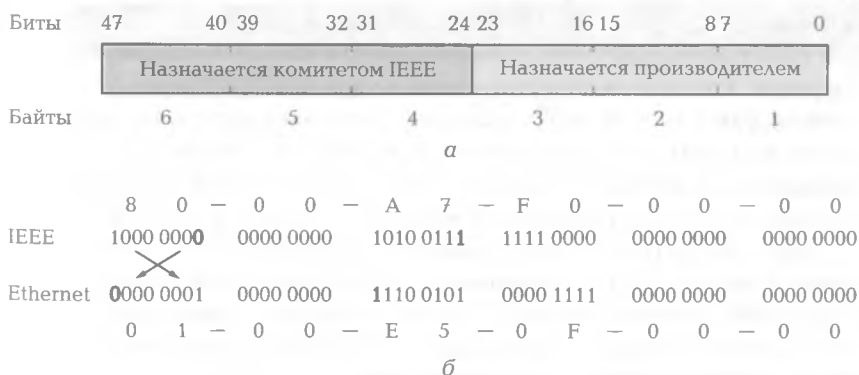 Биты 47 40 39 32 31 24 23 16 15 8 7 0
Назначается комитетом IEEE Назначается производителем
Байты 6 5 4 3 2 1
а
8 0 — 0 0 — A 7 — F 0 — 0 0 — 0 0
IEEE 1000 0000 0000 0000 1010 0111 1111 0000 0000 0000 0000 0000
Ethernet 0000 0001 0000 0000 1110 0101 0000 1111 0000 0000 0000 0000
0 1 — 0 0 — E 5 — 0 F — 0 0 — 0 0
б